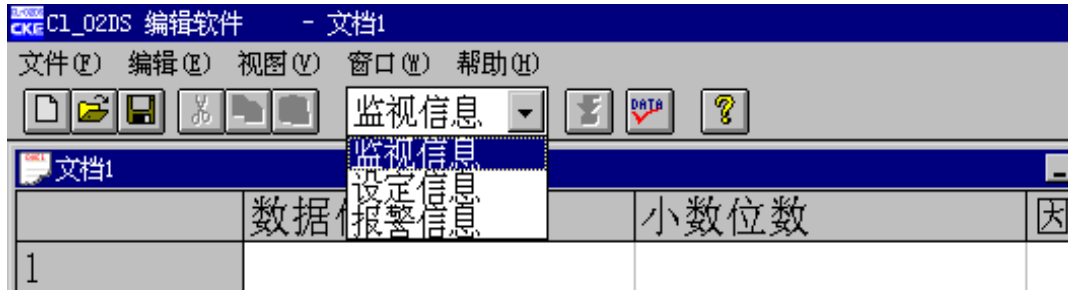 CKE Cl_02DS 编辑软件 - 文档1
文件(F) 编辑(E) 视图(V) 窗口(W) 帮助(H)
监视信息 DATA ?
文档1
监视信息
设定信息
报警信息
数据 小数位数
1